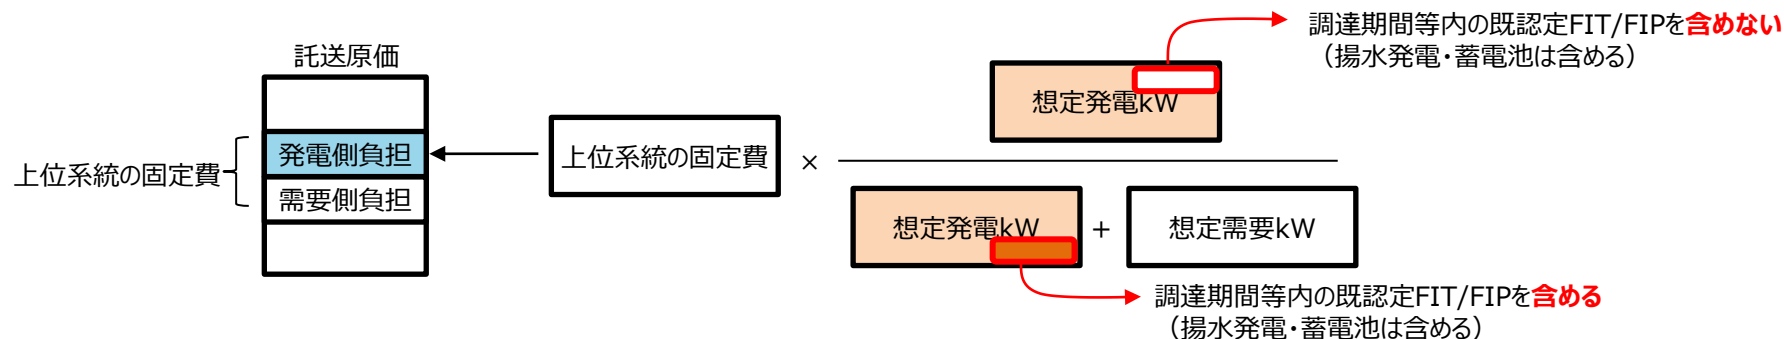 託送原価
上位系統の固定費
発電側負担
需要側負担
上位系統の固定費
×
想定発電kW
想定発電kW
+
想定需要kW
調達期間等内の既認定FIT/FIPを含めない
（揚水発電・蓄電池は含める）
調達期間等内の既認定FIT/FIPを含める
（揚水発電・蓄電池は含める）